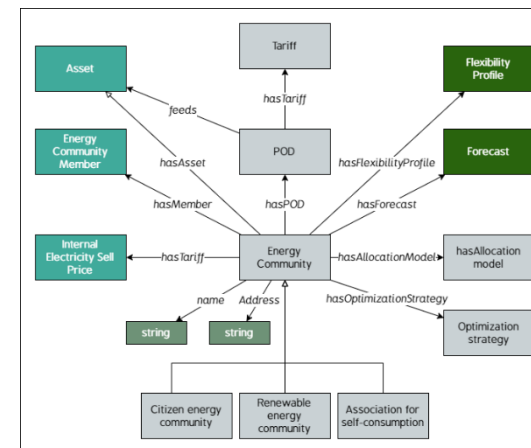 Tariff
Asset
Flexibility
Profile
hasTariff
feeds
Energy
Community
Member
POD
Forecast
hasAsset
hasFlexibilityProfile
hasMember
hasPOD
hasForecast
Internal
Electricity Sell
Price
hasTariff
Energy
Community
hasAllocationModel
hasAllocation
model
name
Address
hasOptimizationStrategy
string
string
Optimization
strategy
Citizen energy
community
Renewable
energy
community
Association for
self-consumption